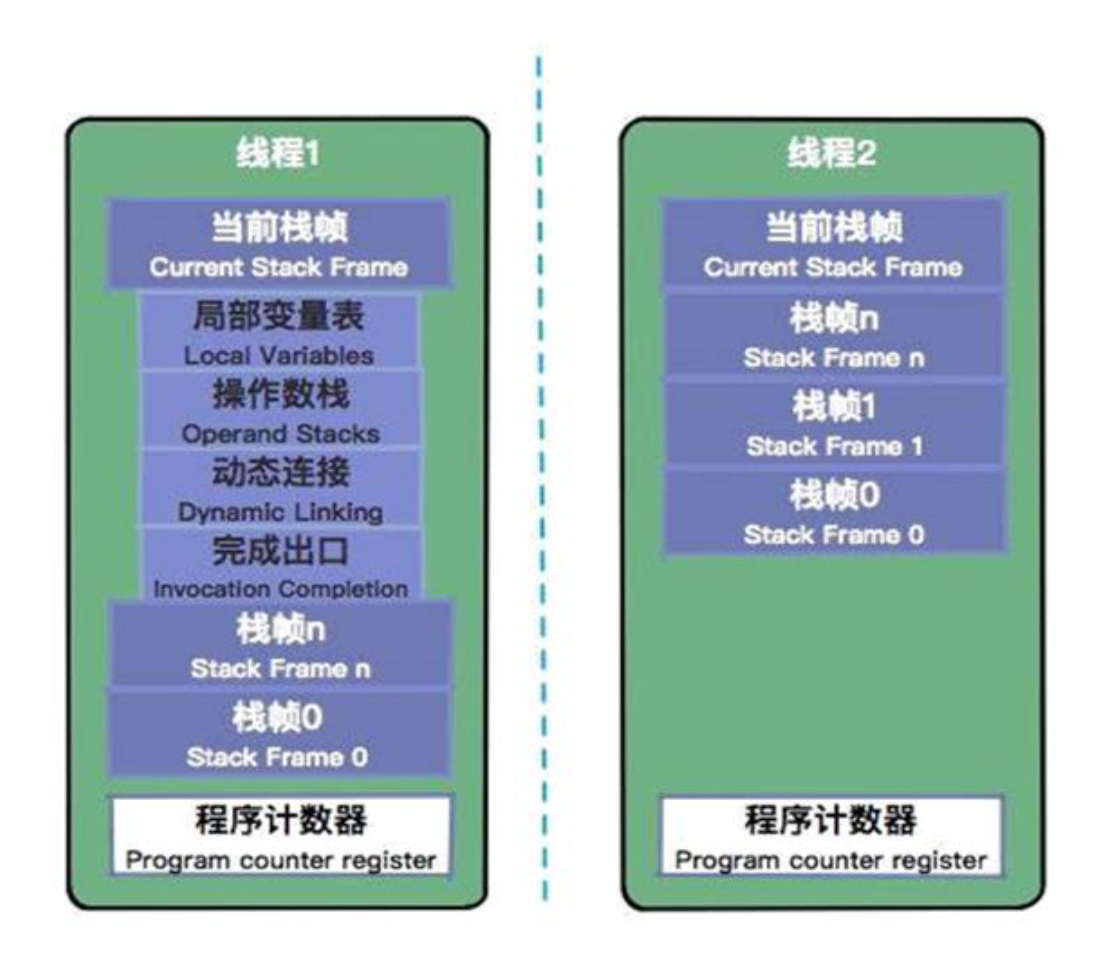 线程1
当前栈帧
Current Stack Frame
局部变量表
Local Variables
操作数栈
Operand Stacks
动态连接
Dynamic Linking
完成出口
Invocation Completion
栈帧n
Stack Frame n
栈帧0
Stack Frame 0
程序计数器
Program counter register
线程2
当前栈帧
Current Stack Frame
栈帧n
Stack Frame n
栈帧1
Stack Frame 1
栈帧0
Stack Frame 0
程序计数器
Program counter register